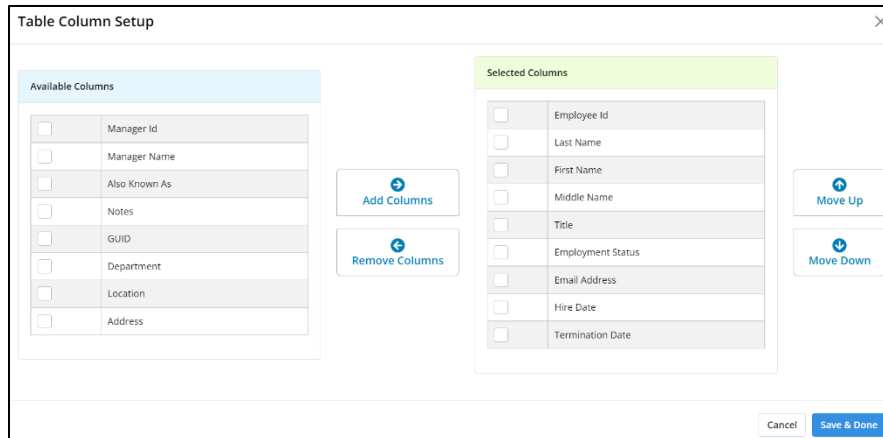 Table Column Setup
Available Columns
Manager Id
Manager Name
Also Known As
Notes
GUID
Department
Location
Address
Add Columns
Remove Columns
Selected Columns
Employee Id
Last Name
First Name
Middle Name
Title
Employment Status
Email Address
Hire Date
Termination Date
Move Up
Move Down
Cancel
Save & Done